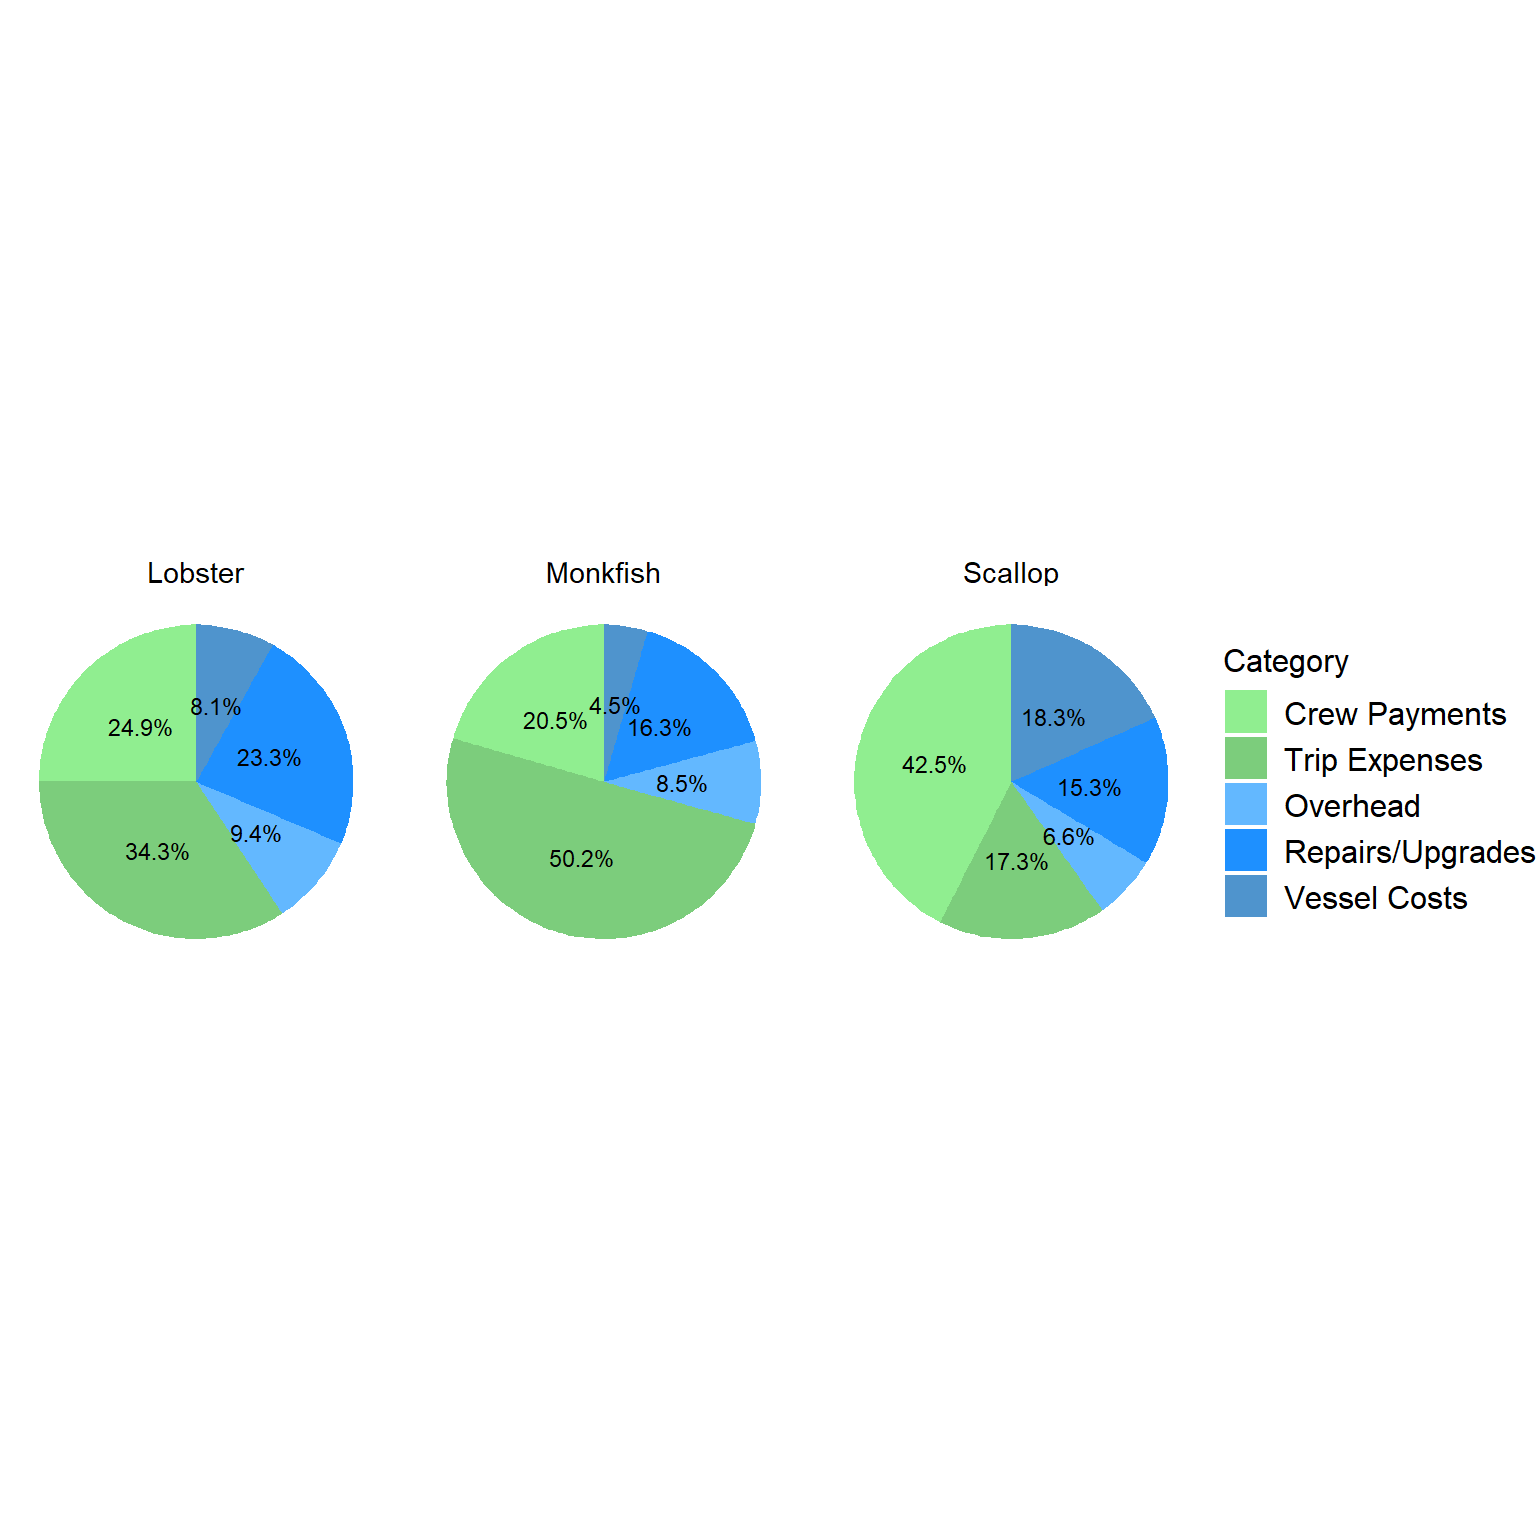 Lobster
Monkfish
Scallop
24.9%
8.1%
23.3%
9.4%
34.3%
20.5%
4.5%
16.3%
8.5%
50.2%
42.5%
18.3%
15.3%
6.6%
17.3%
Category
Crew Payments
Trip Expenses
Overhead
Repairs/Upgrades
Vessel Costs